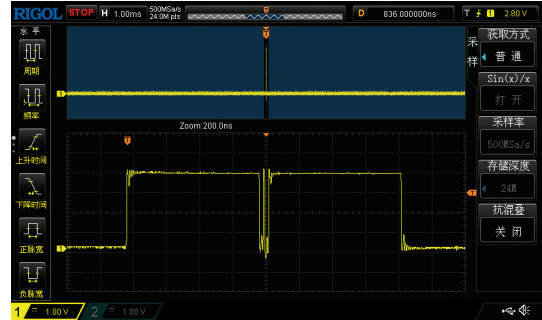 RIGOL STOP H 1.00ms 500MSa/s 24.0M pts D 836.000000ns T 1 2.80 V
水平
周期
频率
上升时间
下降时间
正脉宽
负脉宽
Zoom:200.0ns
采样
获取方式
普通
Sin(x)/x
打开
采样率
500MSa/s
存储深度
24M
抗混叠
关闭
1 = 1.00 V 2 = 1.00 V